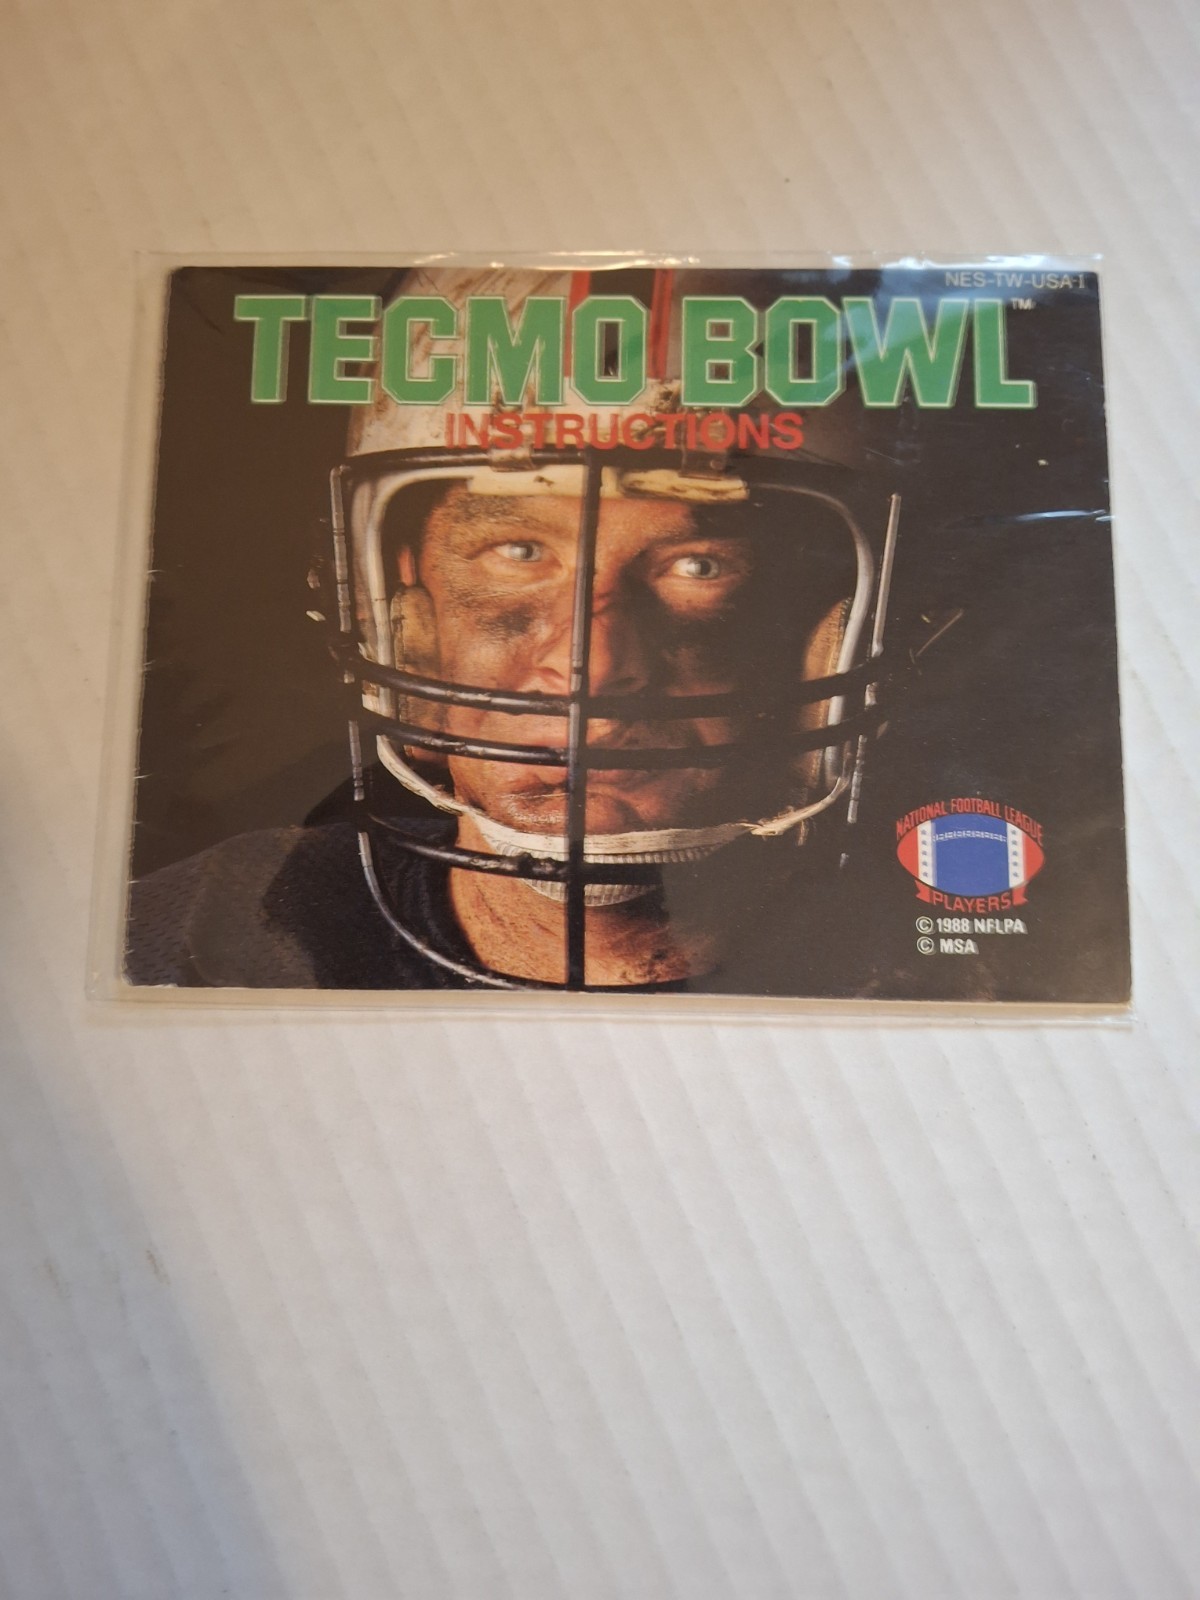 NES-TW-USA-1
TECMO BOWL™
INSTRUCTIONS
NATIONAL FOOTBALL LEAGUE
PLAYERS
© 1988 NFLPA
© MSA